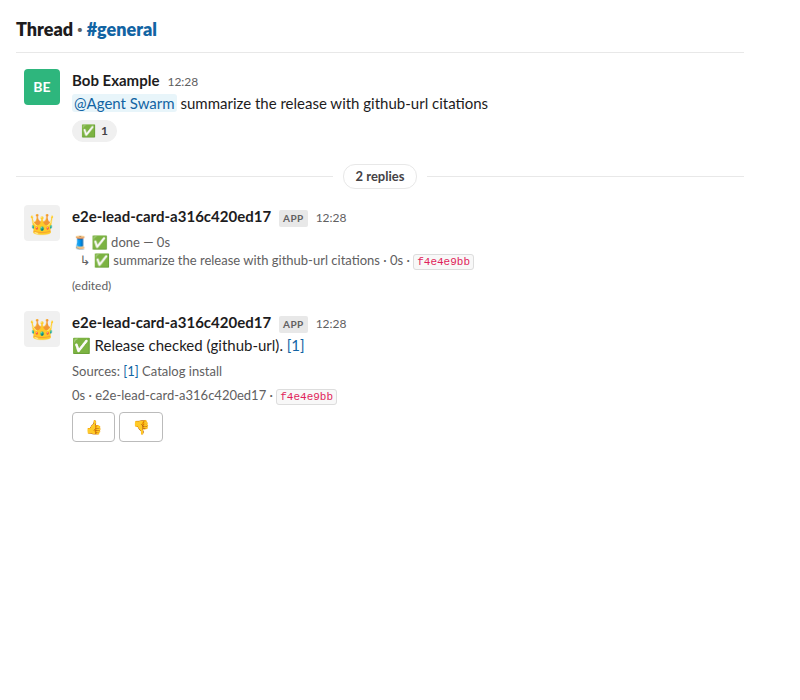 Thread • #general
BE
Bob Example 12:28
@Agent Swarm summarize the release with github-url citations
✅ 1
2 replies
e2e-lead-card-a316c420ed17 APP 12:28
🧵 ✅ done — 0s
↳ ✅ summarize the release with github-url citations · 0s · f4e4e9bb
(edited)
e2e-lead-card-a316c420ed17 APP 12:28
✅ Release checked (github-url). [1]
Sources: [1] Catalog install
0s · e2e-lead-card-a316c420ed17 · f4e4e9bb
👍 👎